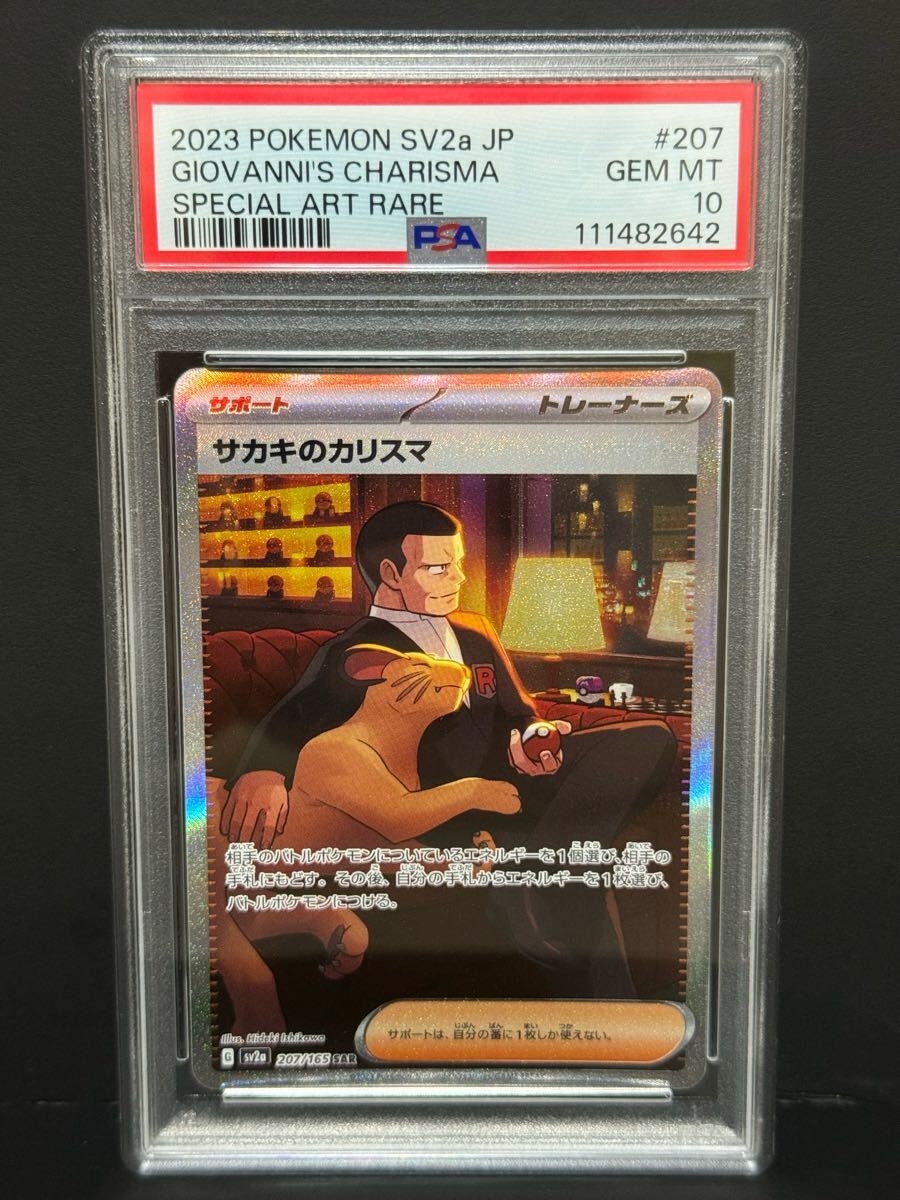 2023 POKEMON SV2a JP #207
GIOVANNI'S CHARISMA GEM MT
SPECIAL ART RARE 10
PSA 111482642
サポート トレーナーズ
サカキのカリスマ
R
相手のバトルポケモンについているエネルギーを1個選び、相手の
手札にもどす。その後、自分の手札からエネルギーを1枚選び、
バトルポケモンにつける。
サポートは、自分の番に1枚しか使えない。
Illus. Hideki Ishikawa
G sv2a 207/165 SAR